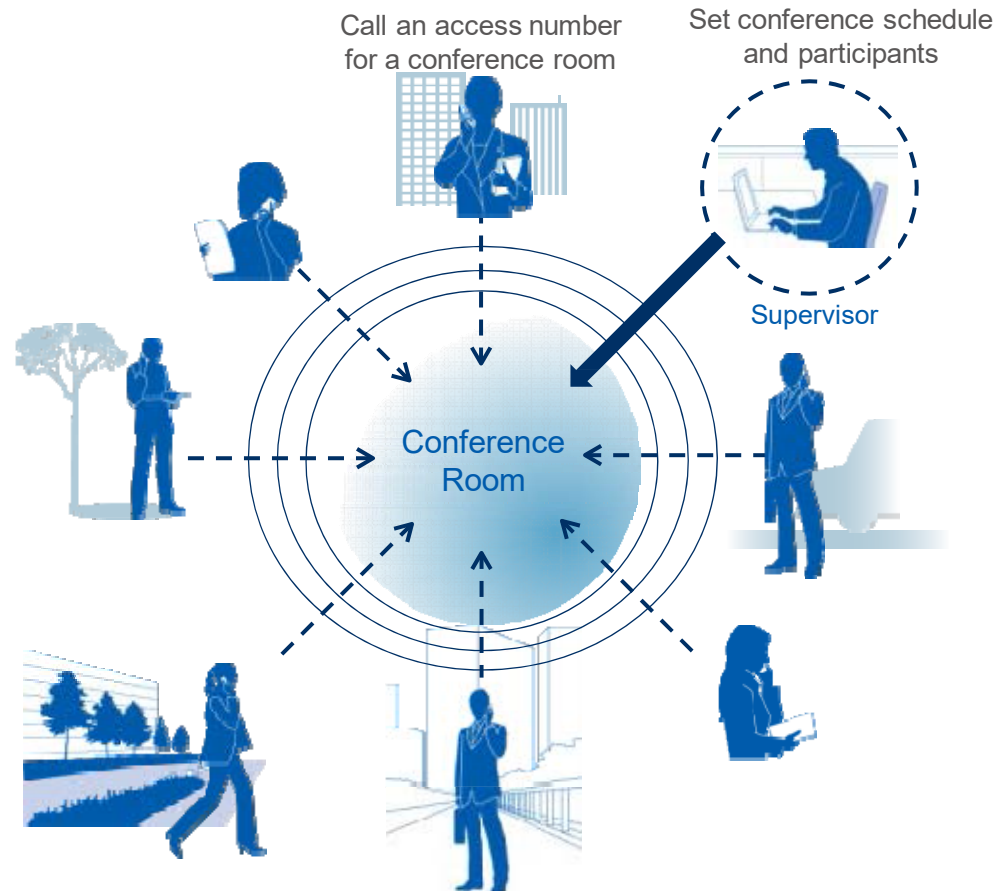 Call an access number
for a conference room
Set conference schedule
and participants
Supervisor
Conference
Room